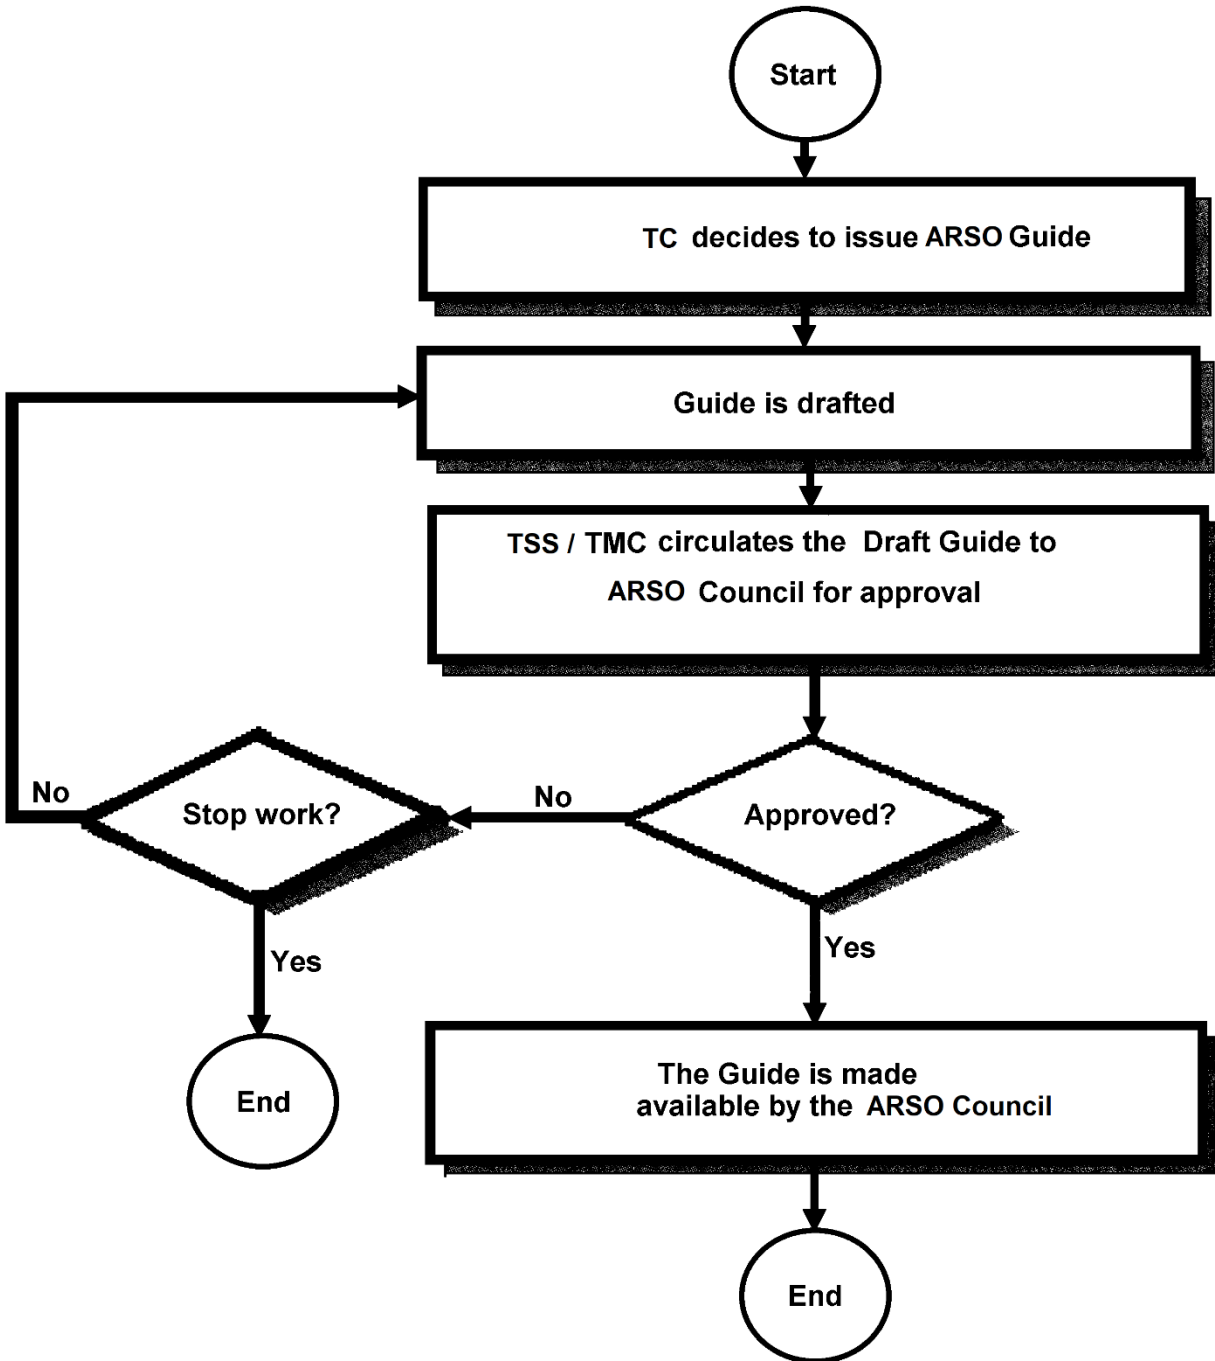 Start
TC decides to issue ARSO Guide
Guide is drafted
TSS / TMC circulates the Draft Guide to
ARSO Council for approval
No
Stop work?
No
Approved?
Yes
Yes
The Guide is made
available by the ARSO Council
End
End